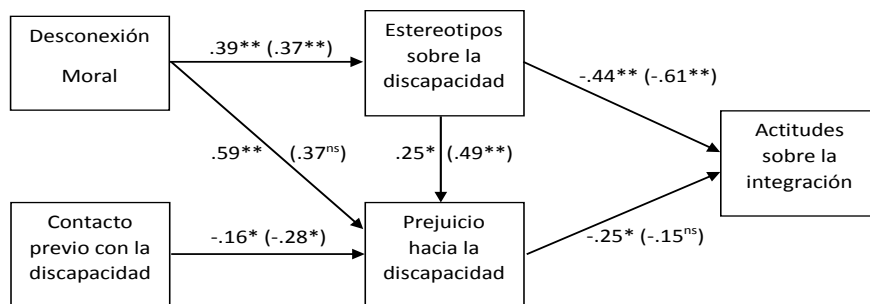 Desconexión
Moral
.39** (.37**)
Estereotipos
sobre la
discapacidad
-.44** (-.61**)
.59** (.37ns)
.25* (.49**)
Actitudes
sobre la
integración
Contacto
previo con la
discapacidad
-.16* (-.28*)
Prejuicio
hacia la
discapacidad
-.25* (-.15ns)